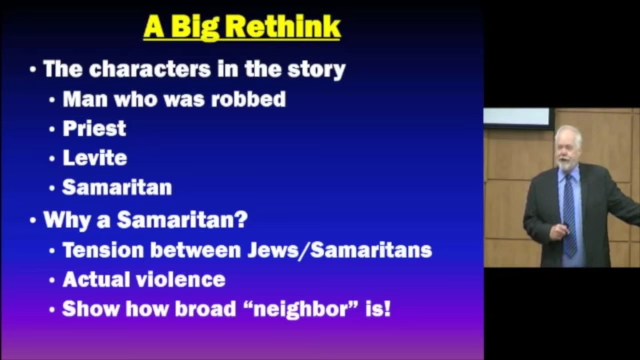 A Big Rethink
• The characters in the story
• Man who was robbed
• Priest
• Levite
• Samaritan
• Why a Samaritan?
• Tension between Jews/Samaritans
• Actual violence
• Show how broad “neighbor” is!